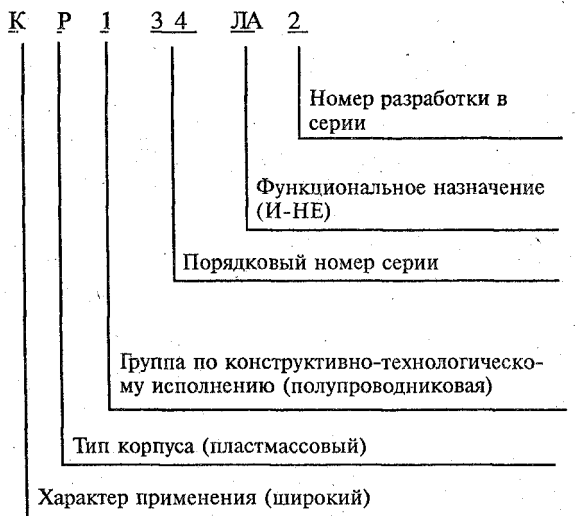 К Р 1 34 ЛА 2
Номер разработки в
серии
Функциональное назначение
(И-НЕ)
Порядковый номер серии
Группа по конструктивно-технологическо-
му исполнению (полупроводниковая)
Тип корпуса (пластмассовый)
Характер применения (широкий)